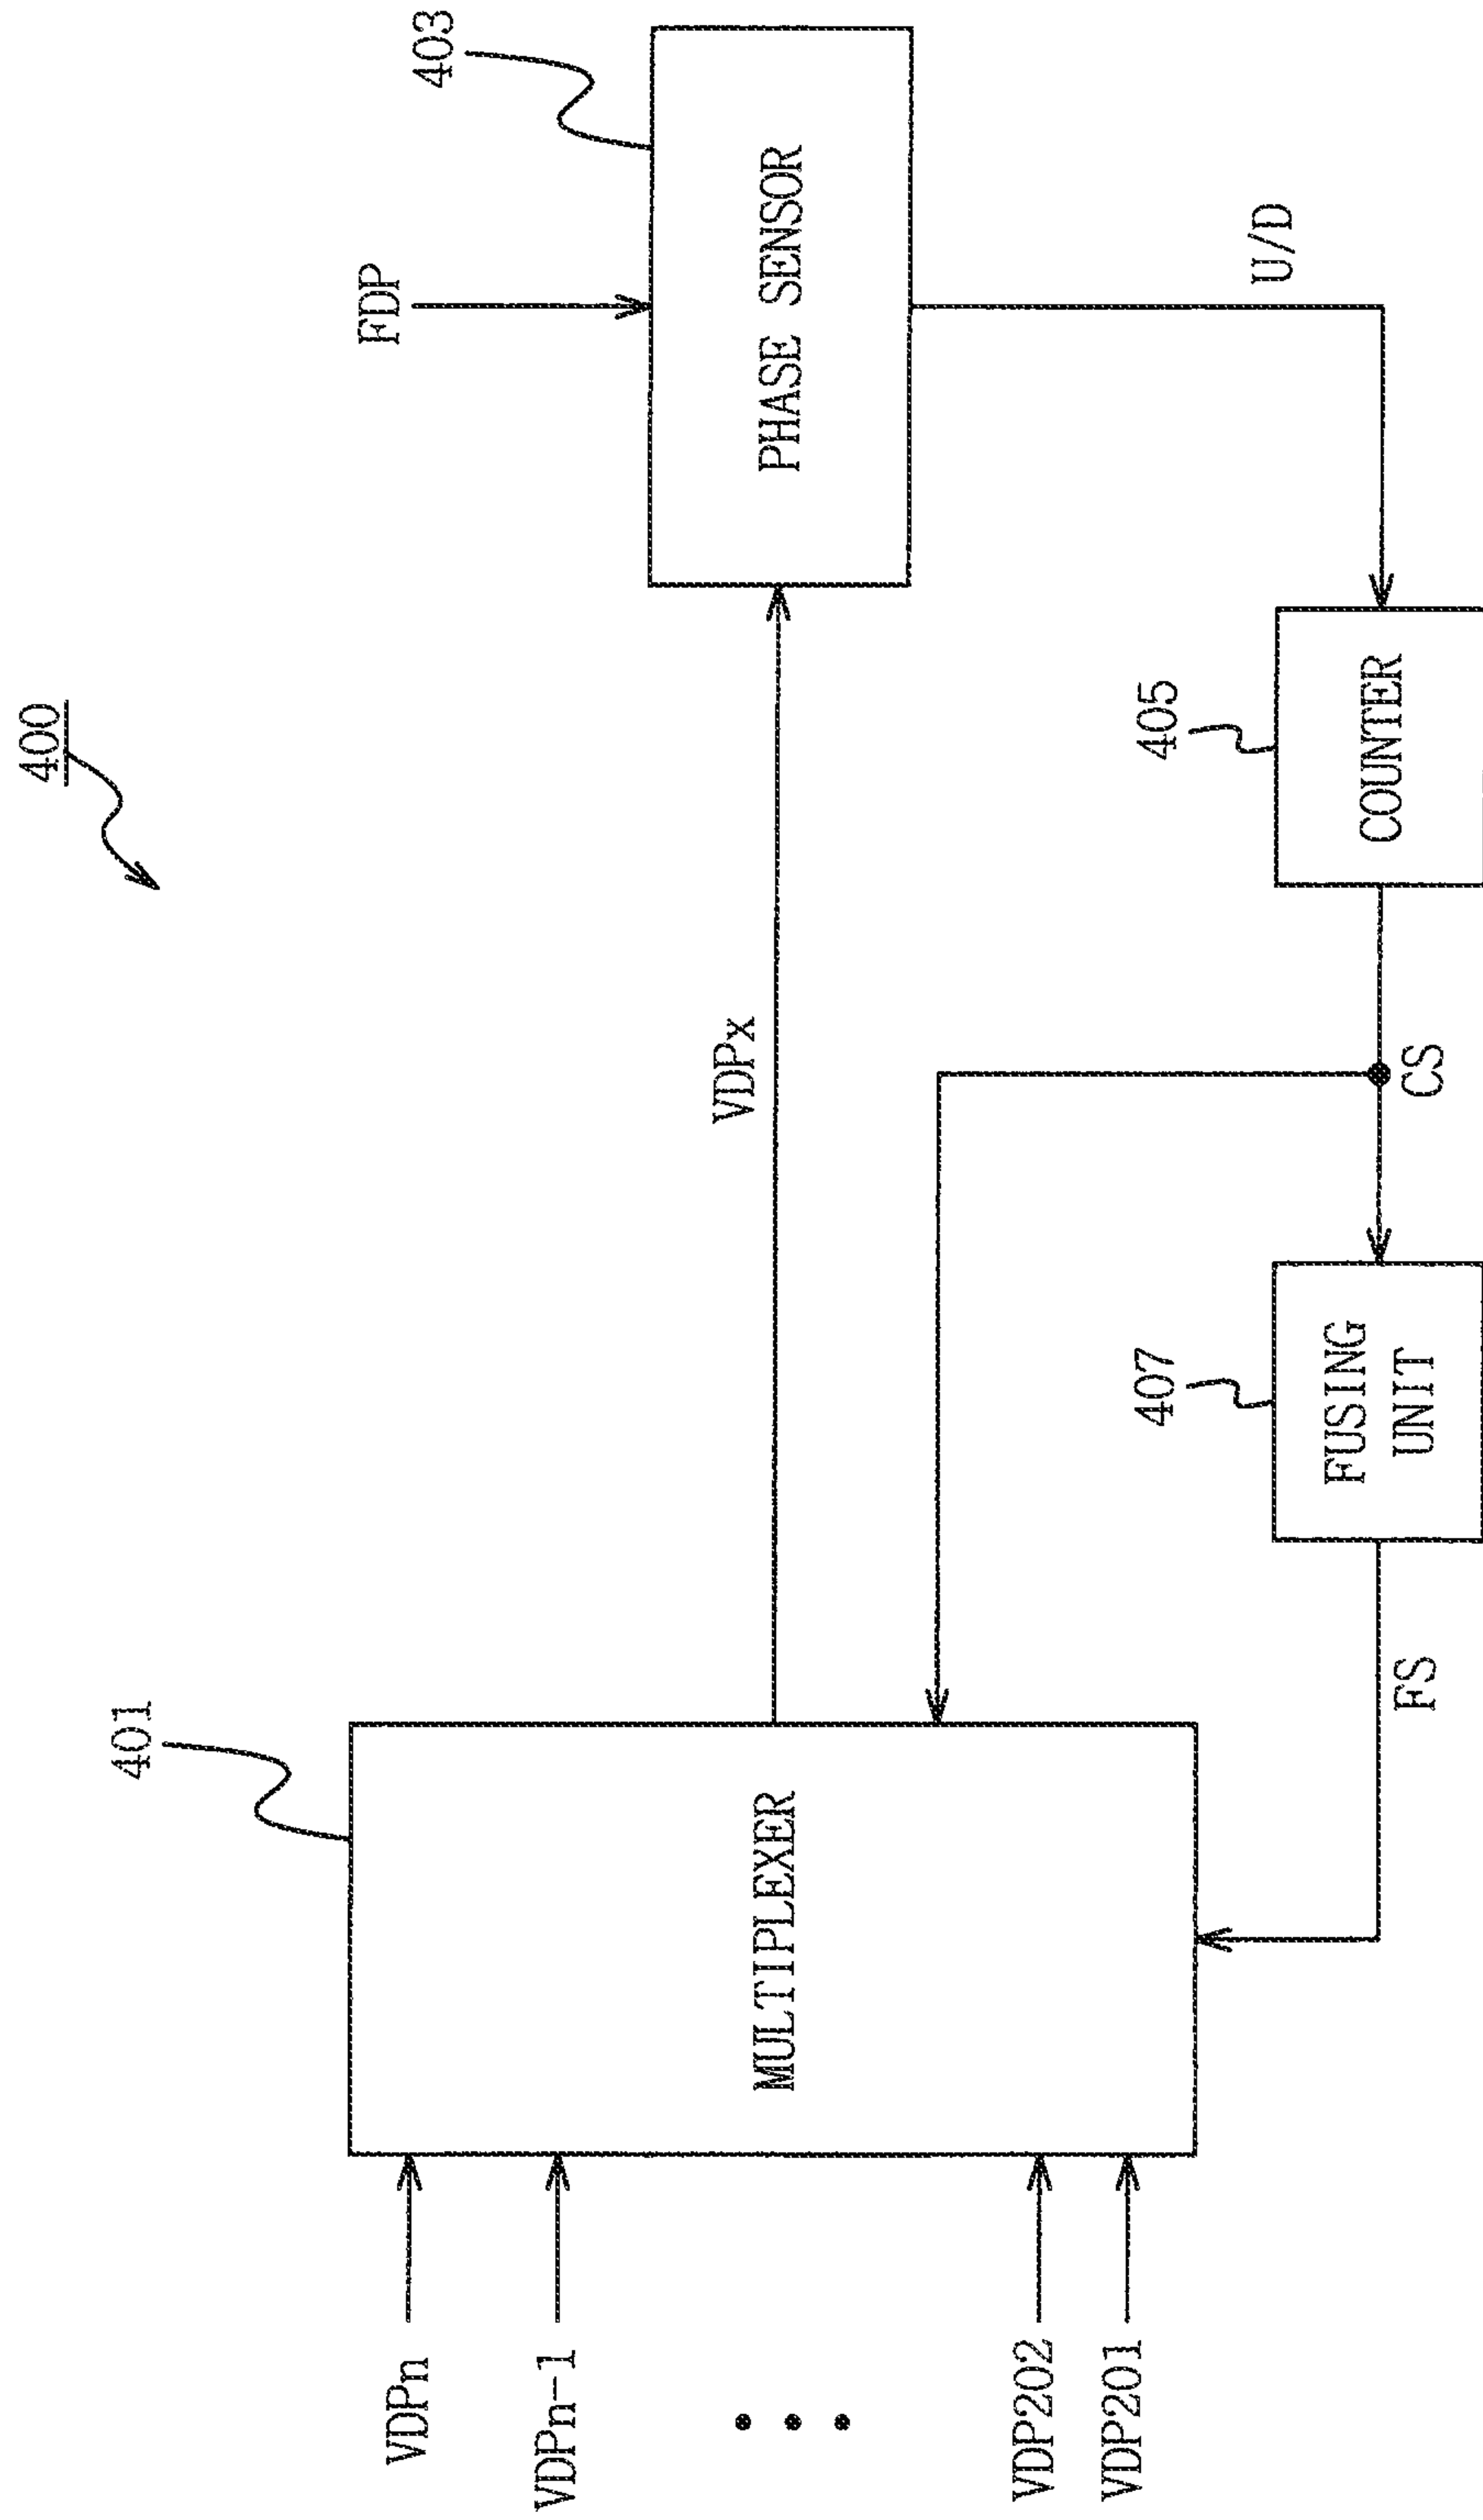 400
401
403
VDPn
VDPn-1
VDP202
VDP201
MULTIPLEXER
VDPx
FDP
PHASE SENSOR
U/D
405
COUNTER
CS
407
FUSING
UNIT
FS